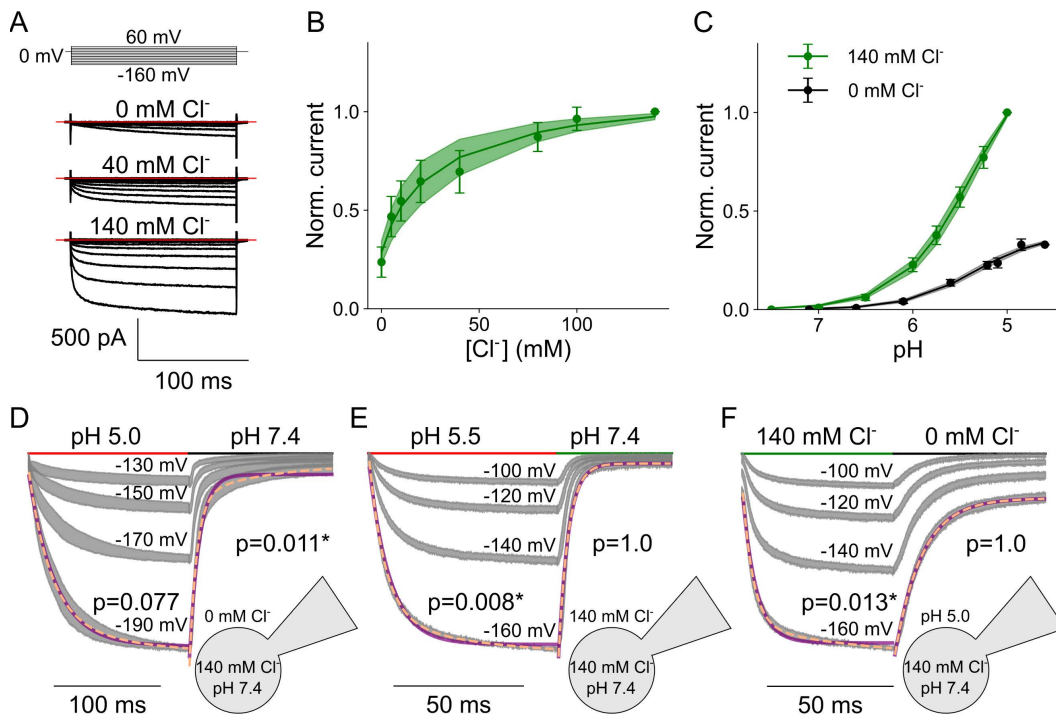 A
60 mV
0 mV
-160 mV
0 mM Cl⁻
40 mM Cl⁻
140 mM Cl⁻
500 pA
100 ms
B
Norm. current
1.0
0.5
0.0
0
50
100
[Cl⁻] (mM)
C
140 mM Cl⁻
0 mM Cl⁻
Norm. current
1.0
0.5
0.0
7
6
5
pH
D
pH 5.0
pH 7.4
-130 mV
-150 mV
-170 mV
p=0.011*
p=0.077
-190 mV
0 mM Cl⁻
140 mM Cl⁻
pH 7.4
100 ms
E
pH 5.5
pH 7.4
-100 mV
-120 mV
-140 mV
p=1.0
p=0.008*
-160 mV
140 mM Cl⁻
140 mM Cl⁻
pH 7.4
50 ms
F
140 mM Cl⁻
0 mM Cl⁻
-100 mV
-120 mV
-140 mV
p=1.0
p=0.013*
-160 mV
pH 5.0
140 mM Cl⁻
pH 7.4
50 ms